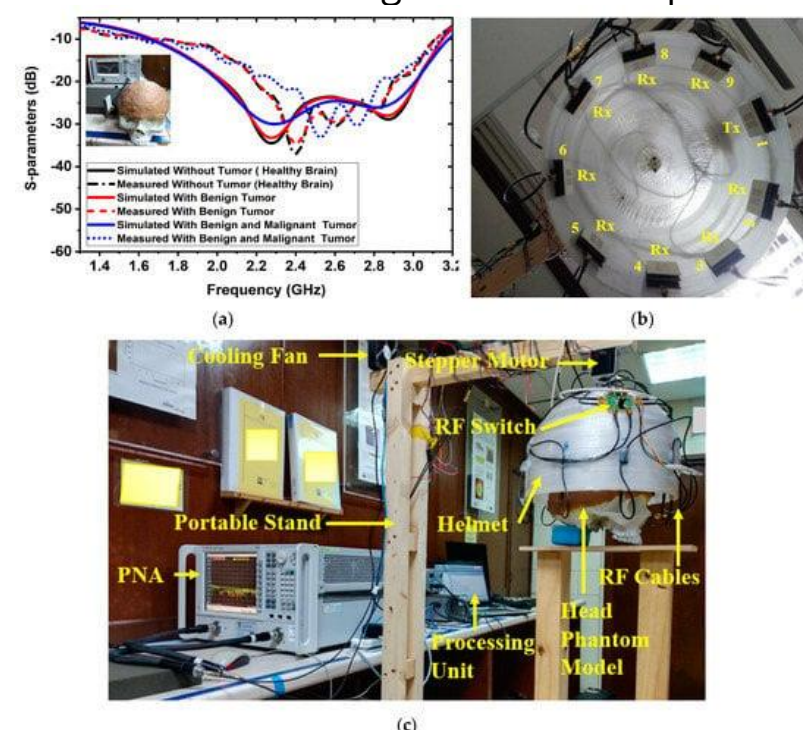 S-parameters (dB)
-10
-20
-30
-40
-50
-60
Simulated Without Tumor ( Healthy Brain)
Measured Without Tumor (Healthy Brain)
Simulated With Benign Tumor
Measured With Benign Tumor
Simulated With Benign and Malignant Tumor
Measured With Benign and Malignant Tumor
1.4 1.6 1.8 2.0 2.2 2.4 2.6 2.8 3.0 3.2
Frequency (GHz)
(a)
8
7 Rx 9
Rx Rx
Tx
6 1
Rx
Rx
5 Rx
Rx
4 3
(b)
Cooling Fan Stepper Motor
RF Switch
Portable Stand Helmet
PNA RF Cables
Processing
Unit
Head
Phantom
Model
(c)